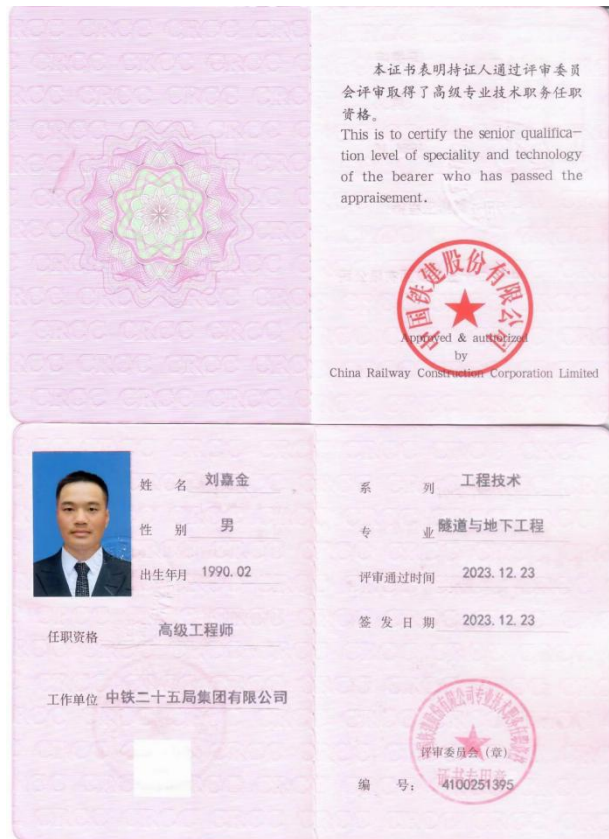 本证书表明持证人通过评审委员
会评审取得了高级专业技术职务任职
资格。
This is to certify the senior qualifica-
tion level of speciality and technology
of the bearer who has passed the
appraisement.
中国铁建股份有限公司
Approved & authorized
by
China Railway Construction Corporation Limited
姓 名 刘嘉金
性 别 男
出生年月 1990.02
任职资格 高级工程师
工作单位 中铁二十五局集团有限公司
系 列 工程技术
专 业 隧道与地下工程
评审通过时间 2023.12.23
签发日期 2023.12.23
评审委员会（章）
证书专用章
编 号： 4100251395